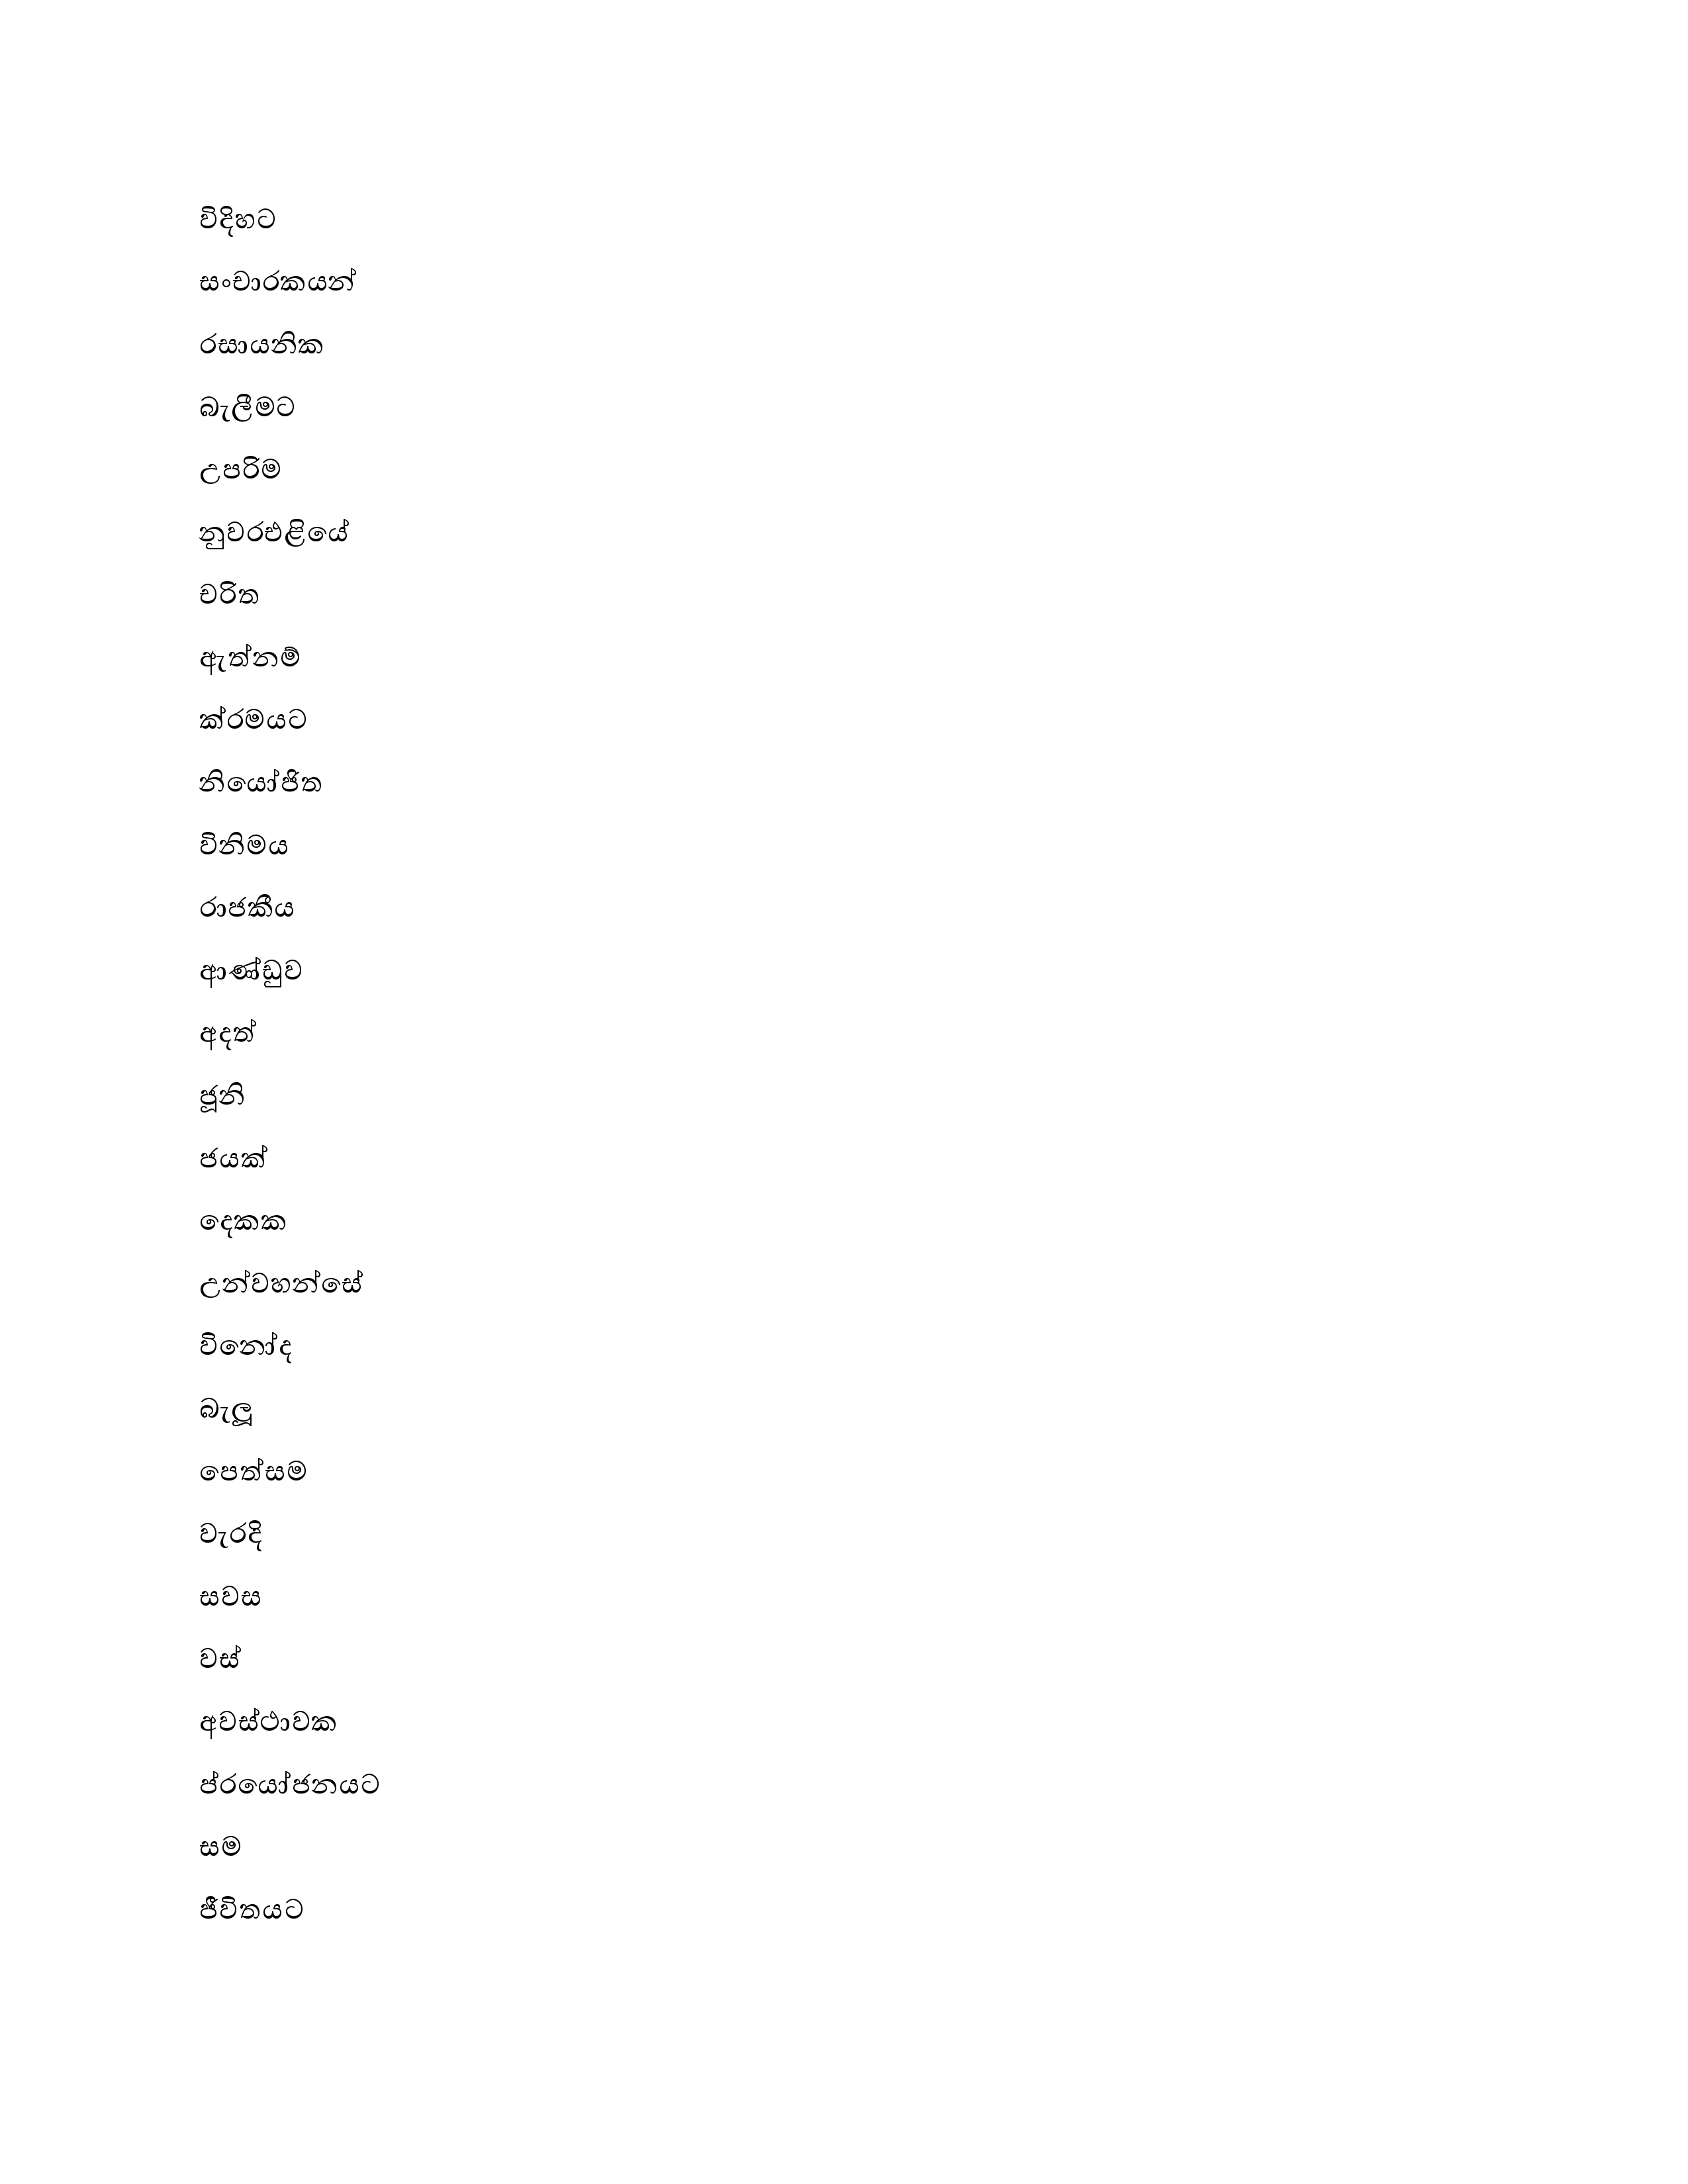 විදිහට
සංචාරකයන්
රසායනික
බැලීමට
උපරිම
නුවරඑළියේ
චරිත
ඇත්නම්
ක්රමයට
නියෝජිත
විනිමය
රාජකීය
ආණ්ඩුව
අදත්
ජූනි
ජයක්
දෙකක
උන්වහන්සේ
විනෝද
බැලූ
පෙත්සම
වැරදි
සවස
වස්
අවස්ථාවක
ප්රයෝජනයට
සම
ජීවිතයට